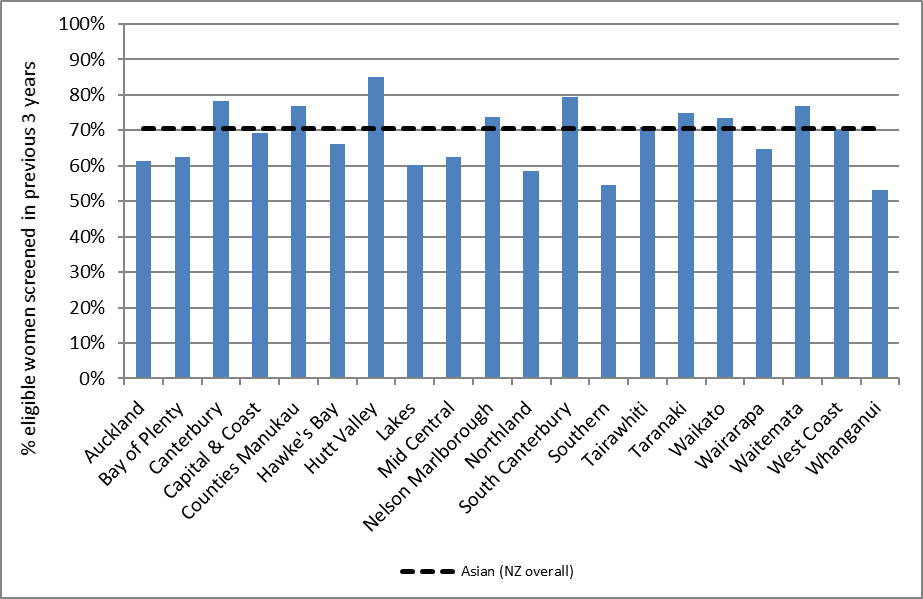 % eligible women screened in previous 3 years
100%
90%
80%
70%
60%
50%
40%
30%
20%
10%
0%
Auckland
Bay of Plenty
Canterbury
Capital & Coast
Counties Manukau
Hawke's Bay
Hutt Valley
Lakes
Mid Central
Nelson Marlborough
Northland
South Canterbury
Southern
Tairawhiti
Taranaki
Waikato
Wairarapa
Waitemata
West Coast
Whanganui
Asian (NZ overall)